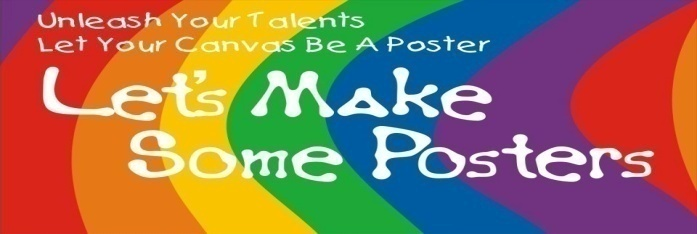 Unleash Your Talents
Let Your Canvas Be A Poster
Let's Make
Some Posters